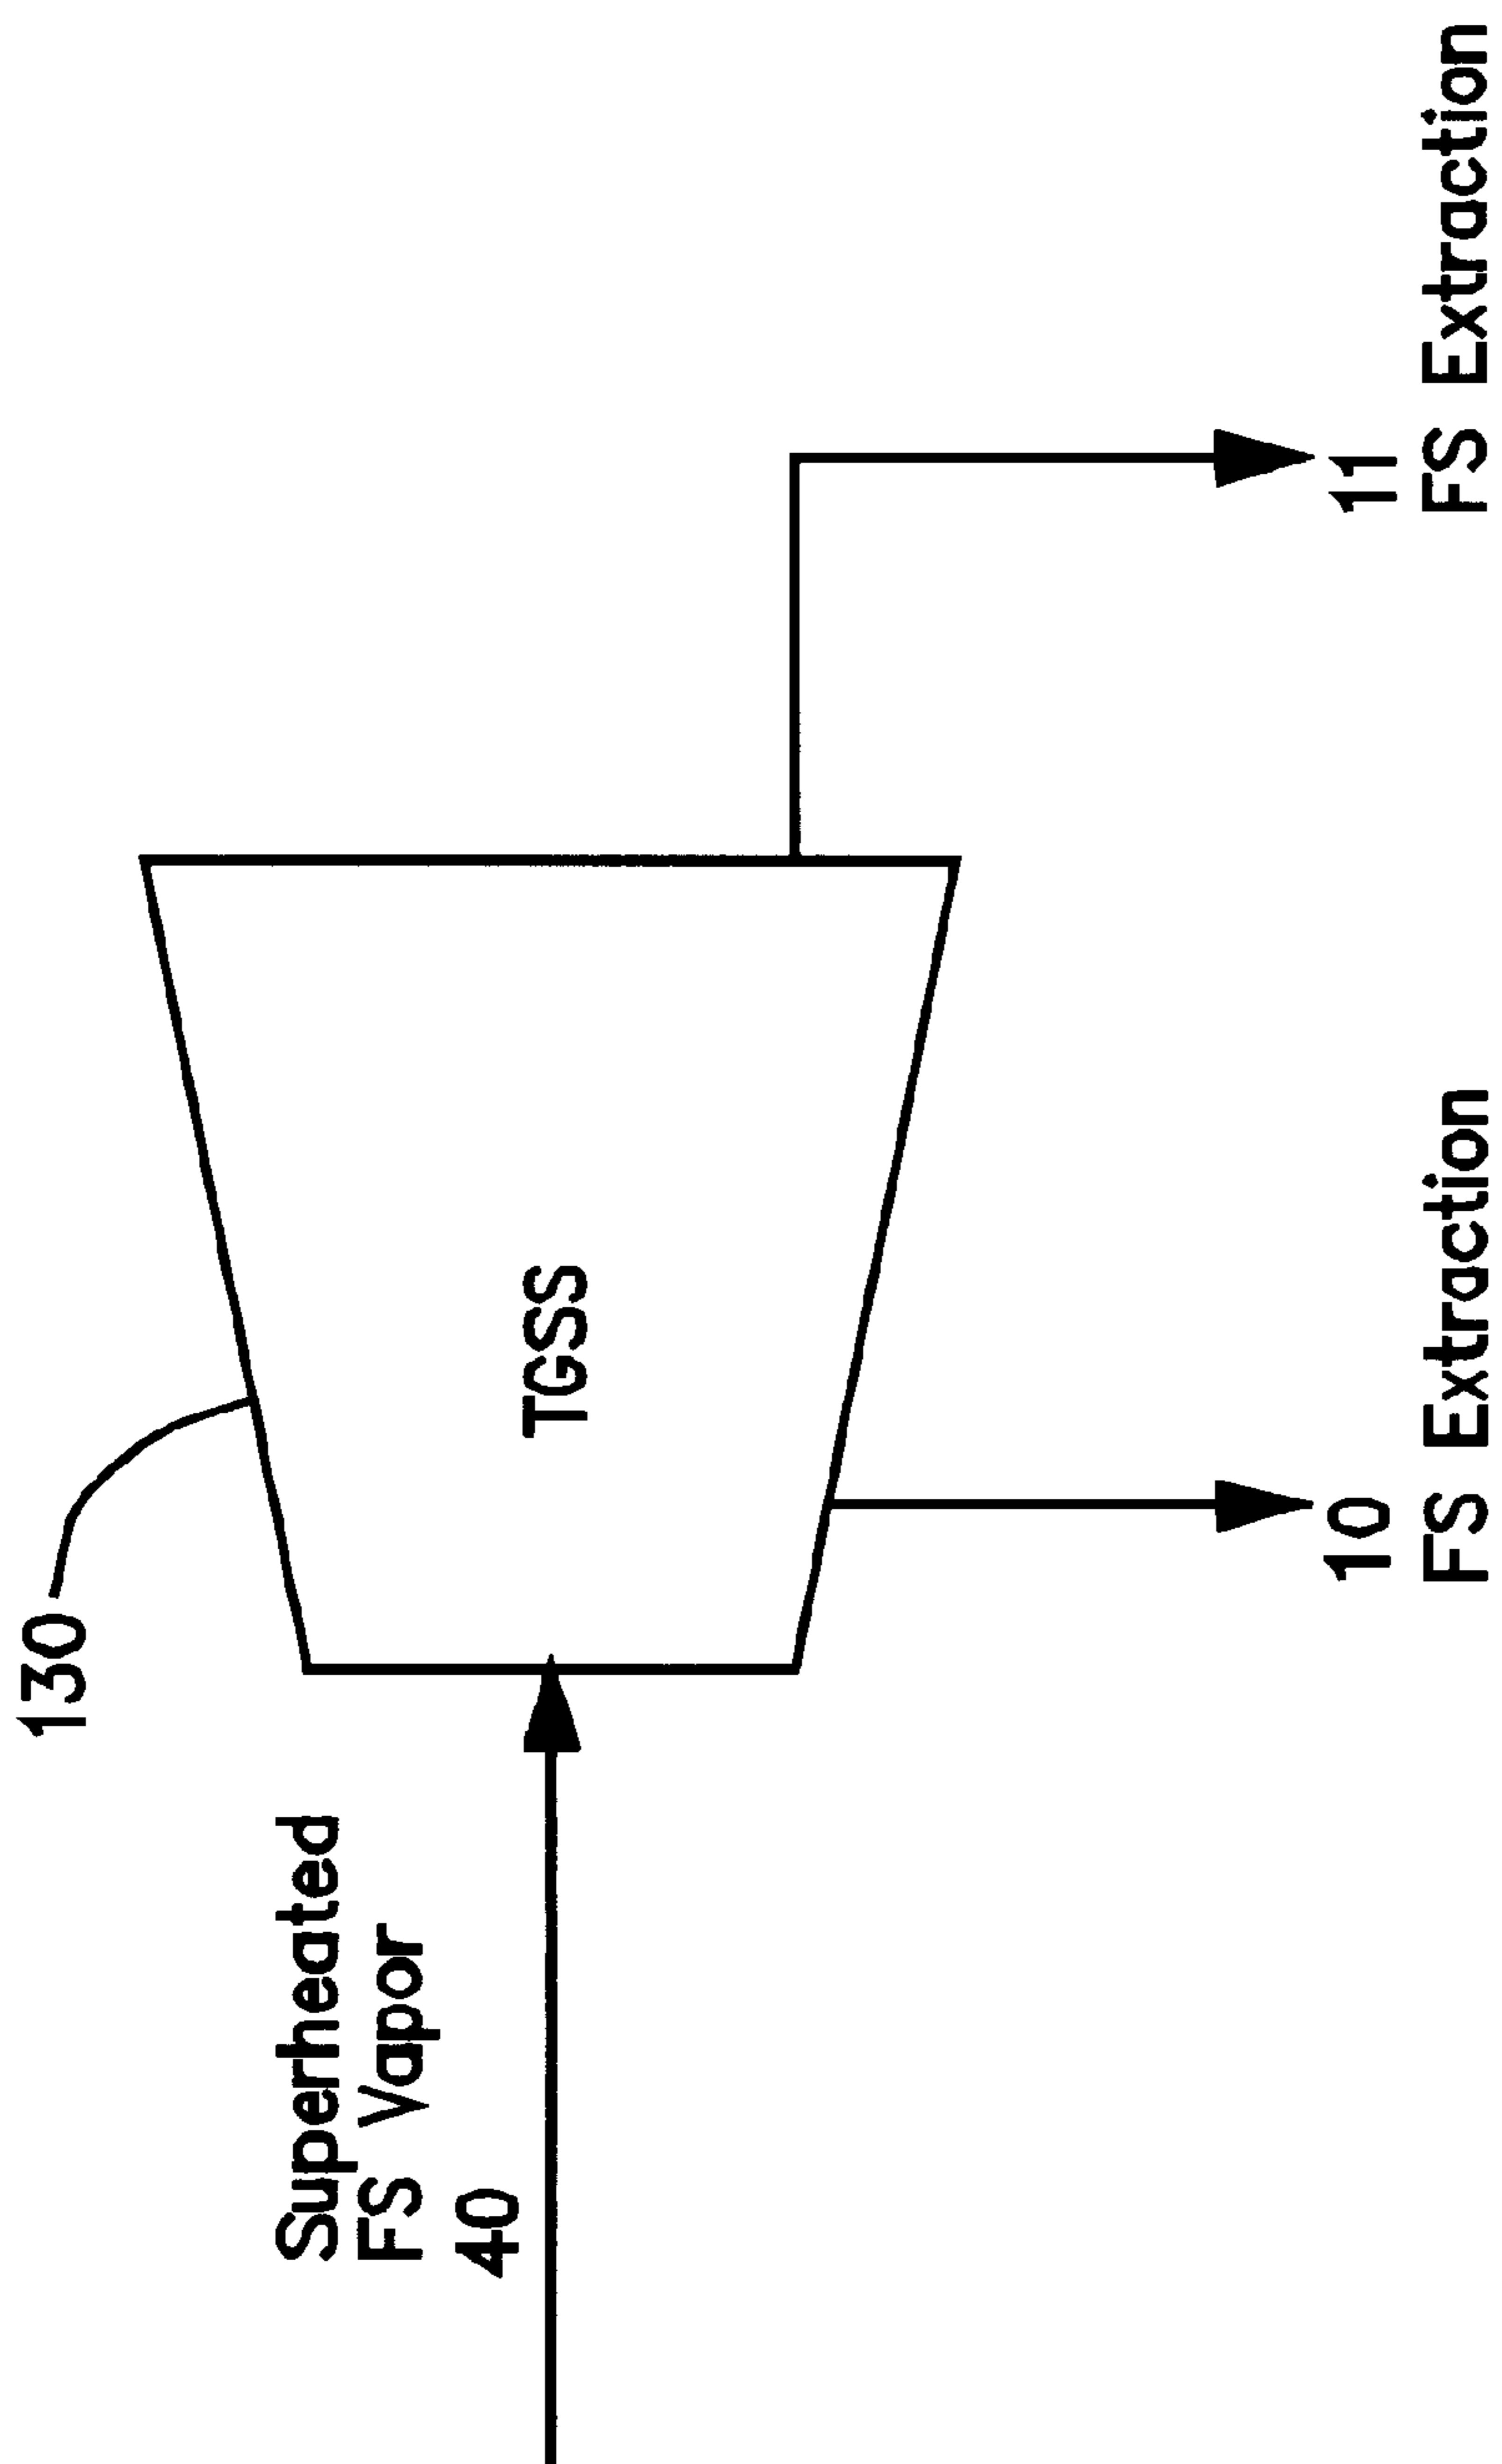 130
Superheated
FS Vapor
40
TGSS
10
FS Extraction
11
FS Extraction